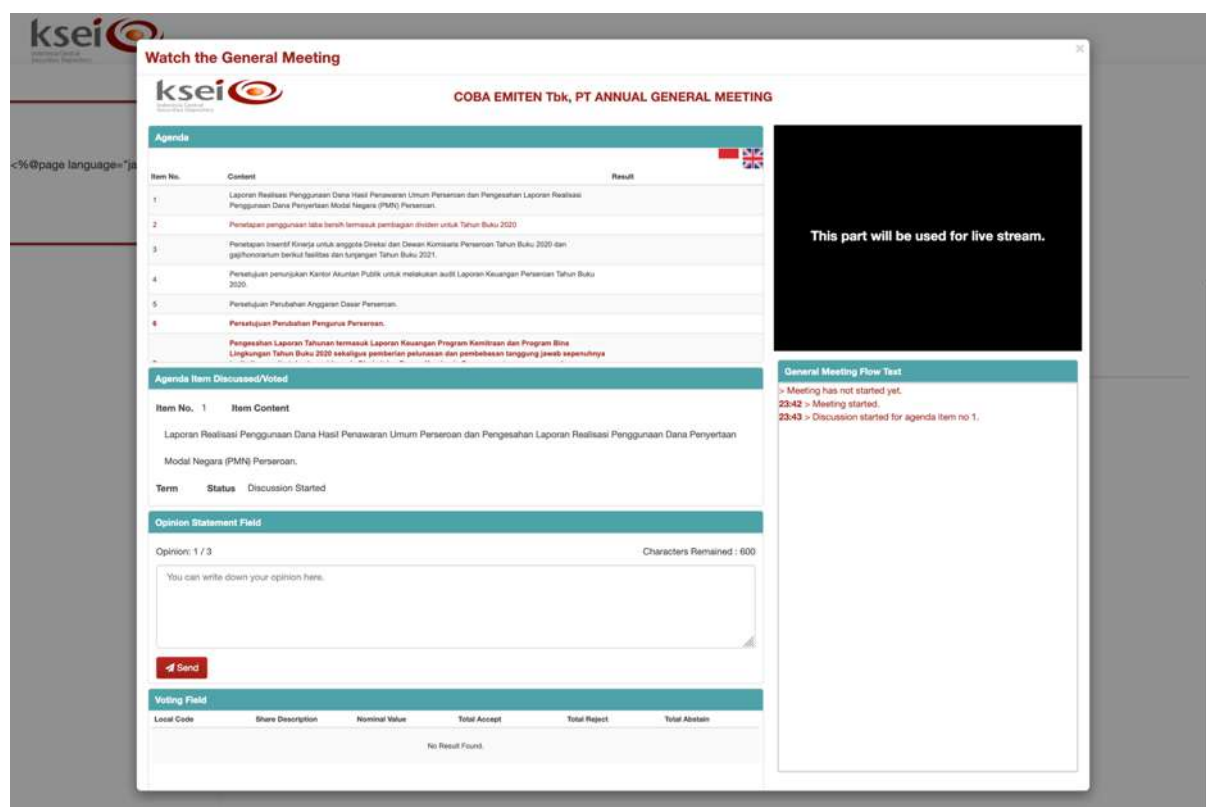 ksei
<%@page language="ja
Watch the General Meeting
×
ksei
Indonesia Central
Securities Depository
COBA EMITEN Tbk, PT ANNUAL GENERAL MEETING
Agenda
Item No. Content Result
1 Laporan Realisasi Penggunaan Dana Hasil Penawaran Umum Perseroan dan Pengesahan Laporan Realisasi
Penggunaan Dana Penyertaan Modal Negara (PMN) Perseroan.
2 Penetapan penggunaan laba bersih termasuk pembagian dividen untuk Tahun Buku 2020
3 Penetapan Insentif Kinerja untuk anggota Direksi dan Dewan Komisaris Perseroan Tahun Buku 2020 dan
gaji/honorarium berikut fasilitas dan tunjangan Tahun Buku 2021.
4 Persetujuan penunjukan Kantor Akuntan Publik untuk melakukan audit Laporan Keuangan Perseroan Tahun Buku
2020.
5 Persetujuan Perubahan Anggaran Dasar Perseroan.
6 Persetujuan Perubahan Pengurus Perseroan.
Pengesahan Laporan Tahunan termasuk Laporan Keuangan Program Kemitraan dan Program Bina
Lingkungan Tahun Buku 2020 sekaligus pemberian pelunasan dan pembebasan tanggung jawab sepenuhnya
Agenda Item Discussed/Voted
Item No. 1 Item Content
Laporan Realisasi Penggunaan Dana Hasil Penawaran Umum Perseroan dan Pengesahan Laporan Realisasi Penggunaan Dana Penyertaan
Modal Negara (PMN) Perseroan.
Term Status Discussion Started
Opinion Statement Field
Opinion: 1 / 3 Characters Remained : 600
You can write down your opinion here.
Send
Voting Field
Local Code Share Description Nominal Value Total Accept Total Reject Total Abstain
No Result Found.
This part will be used for live stream.
General Meeting Flow Text
> Meeting has not started yet.
23:42 > Meeting started.
23:43 > Discussion started for agenda item no 1.